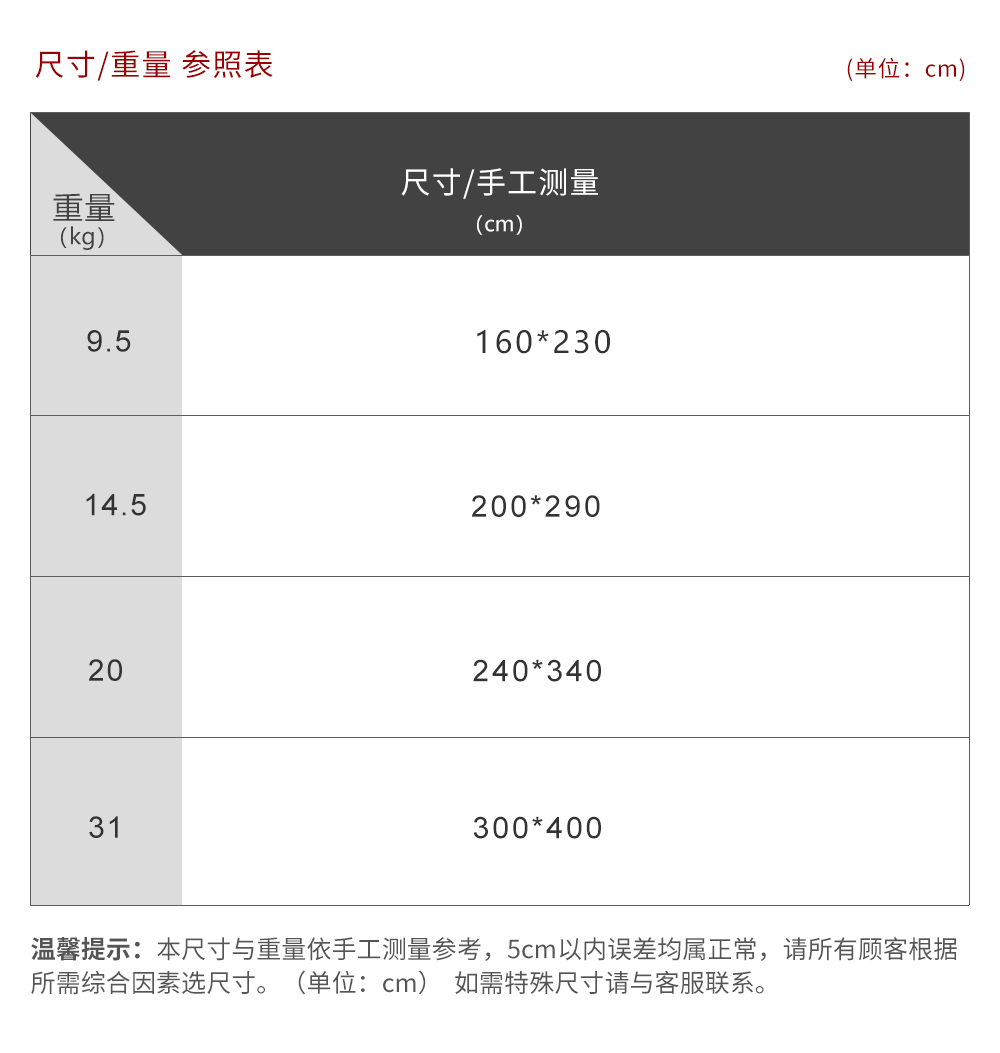 尺寸/重量 参照表
(单位：cm)
尺寸/手工测量
(cm)
重量
(kg)
9.5
160*230
14.5
200*290
20
240*340
31
300*400
温馨提示：本尺寸与重量依手工测量参考，5cm以内误差均属正常，请所有顾客根据
所需综合因素选尺寸。（单位：cm） 如需特殊尺寸请与客服联系。